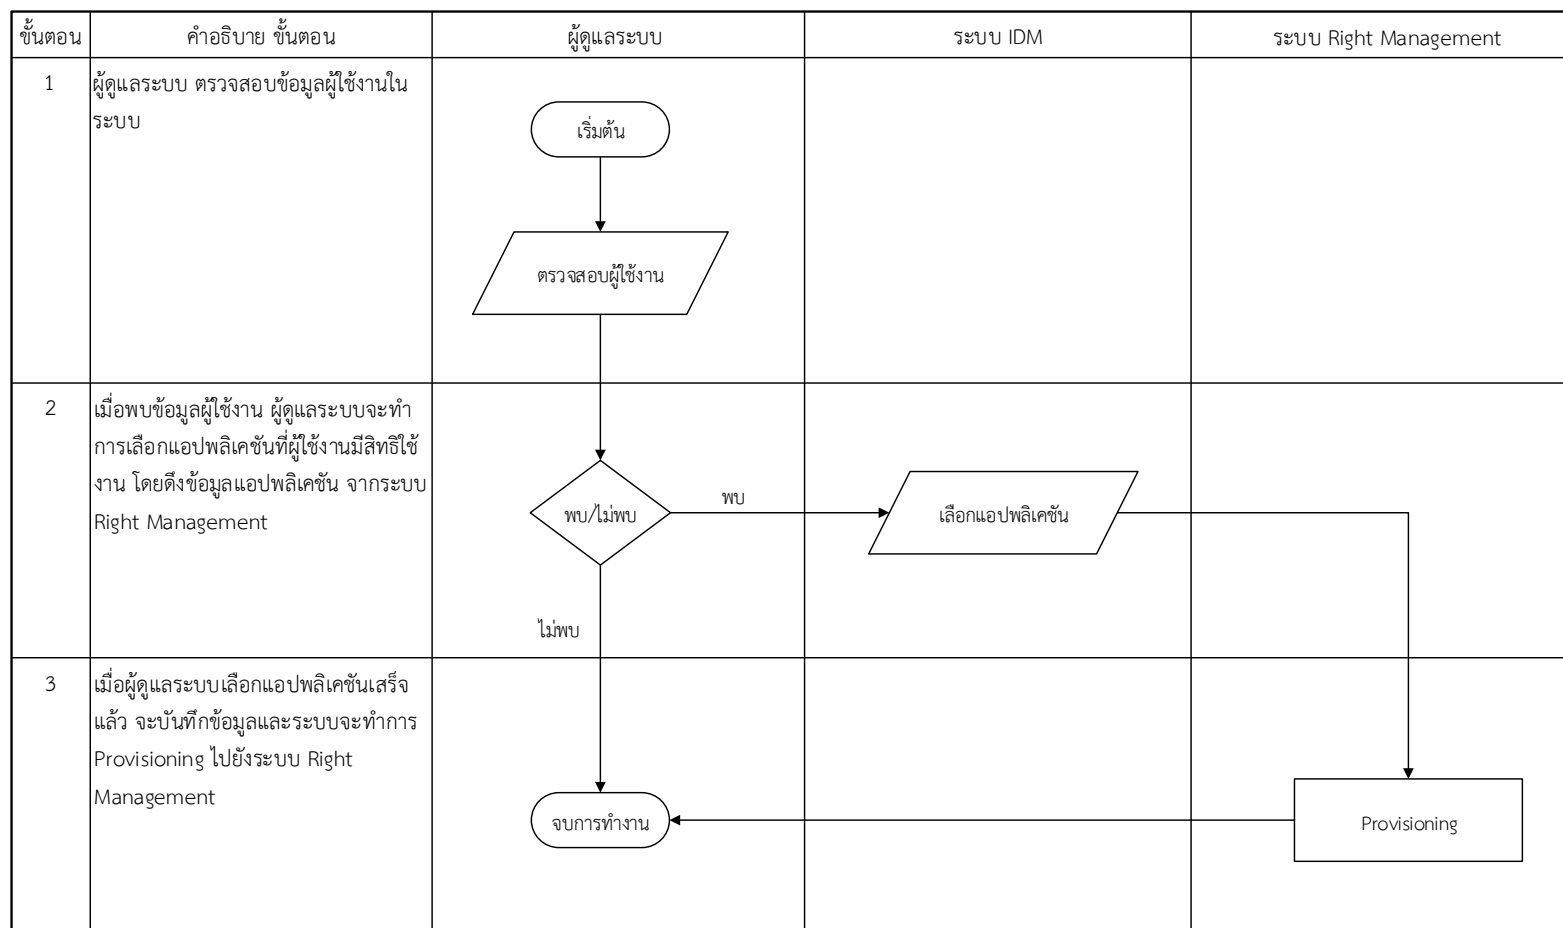 ขั้นตอน
คำอธิบาย ขั้นตอน
ผู้ดูแลระบบ
ระบบ IDM
ระบบ Right Management
1
ผู้ดูแลระบบ ตรวจสอบข้อมูลผู้ใช้งานใน
ระบบ
เริ่มต้น
ตรวจสอบผู้ใช้งาน
2
เมื่อพบข้อมูลผู้ใช้งาน ผู้ดูแลระบบจะทำ
การเลือกแอปพลิเคชันที่ผู้ใช้งานมีสิทธิใช้
งาน โดยดึงข้อมูลแอปพลิเคชัน จากระบบ
Right Management
พบ/ไม่พบ
พบ
เลือกแอปพลิเคชัน
ไม่พบ
3
เมื่อผู้ดูแลระบบเลือกแอปพลิเคชันเสร็จ
แล้ว จะบันทึกข้อมูลและระบบจะทำการ
Provisioning ไปยังระบบ Right
Management
จบการทำงาน
Provisioning